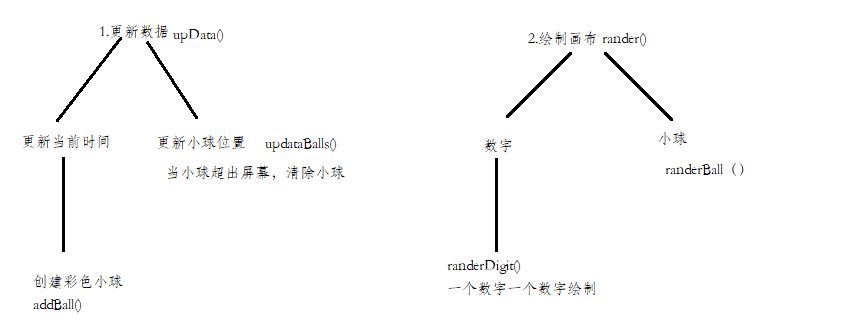 1.更新数据 upData()
更新当前时间
更新小球位置 updataBalls()
当小球超出屏幕，清除小球
创建彩色小球
addBall()
2.绘制画布 rander()
数字
小球
randerBall（）
randerDigit()
一个数字一个数字绘制